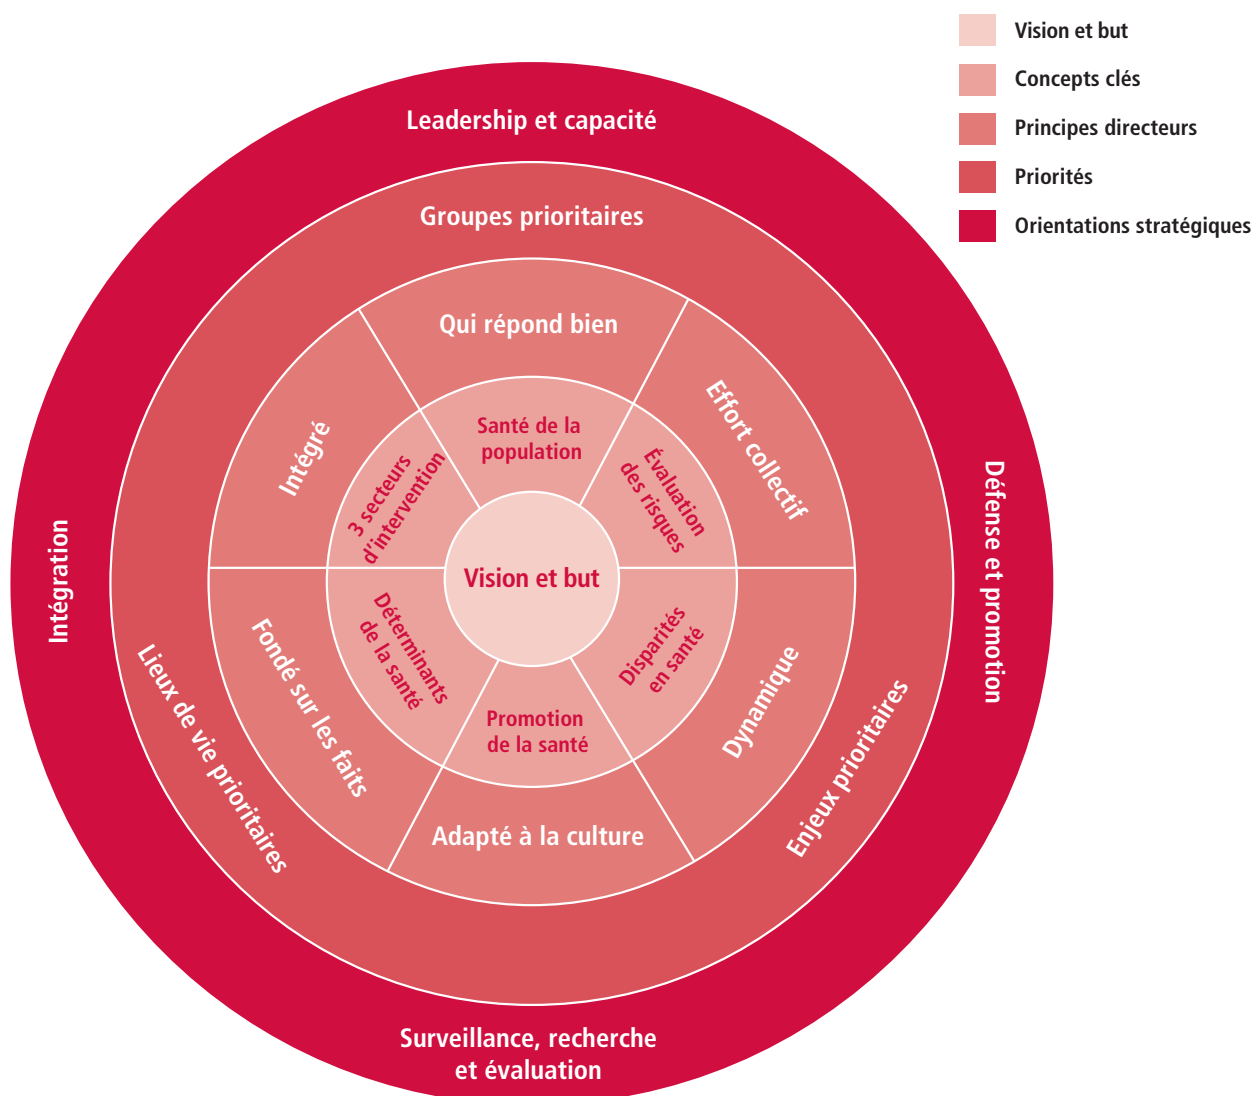 Vision et but
Concepts clés
Principes directeurs
Priorités
Orientations stratégiques
Leadership et capacité
Groupes prioritaires
Qui répond bien
Intégré
Effort collectif
Santé de la
population
3 secteurs
d'intervention
Évaluation
des risques
Vision et but
Intégration
Défense et promotion
Déterminants
de la santé
Disparités
en santé
Promotion
de la santé
Fondé sur les faits
Dynamique
Lieux de vie prioritaires
Enjeux prioritaires
Adapté à la culture
Surveillance, recherche
et évaluation